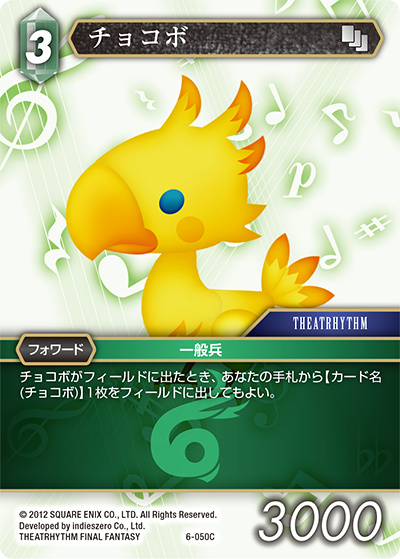 3
チョコボ
p
THEATRHYTHM
フォワード
一般兵
チョコボがフィールドに出たとき、あなたの手札から【カード名
(チョコボ)】1枚をフィールドに出してもよい。
6
© 2012 SQUARE ENIX CO., LTD. All Rights Reserved.
Developed by indieszero Co., Ltd.
THEATRHYTHM FINAL FANTASY
6-050C
3000